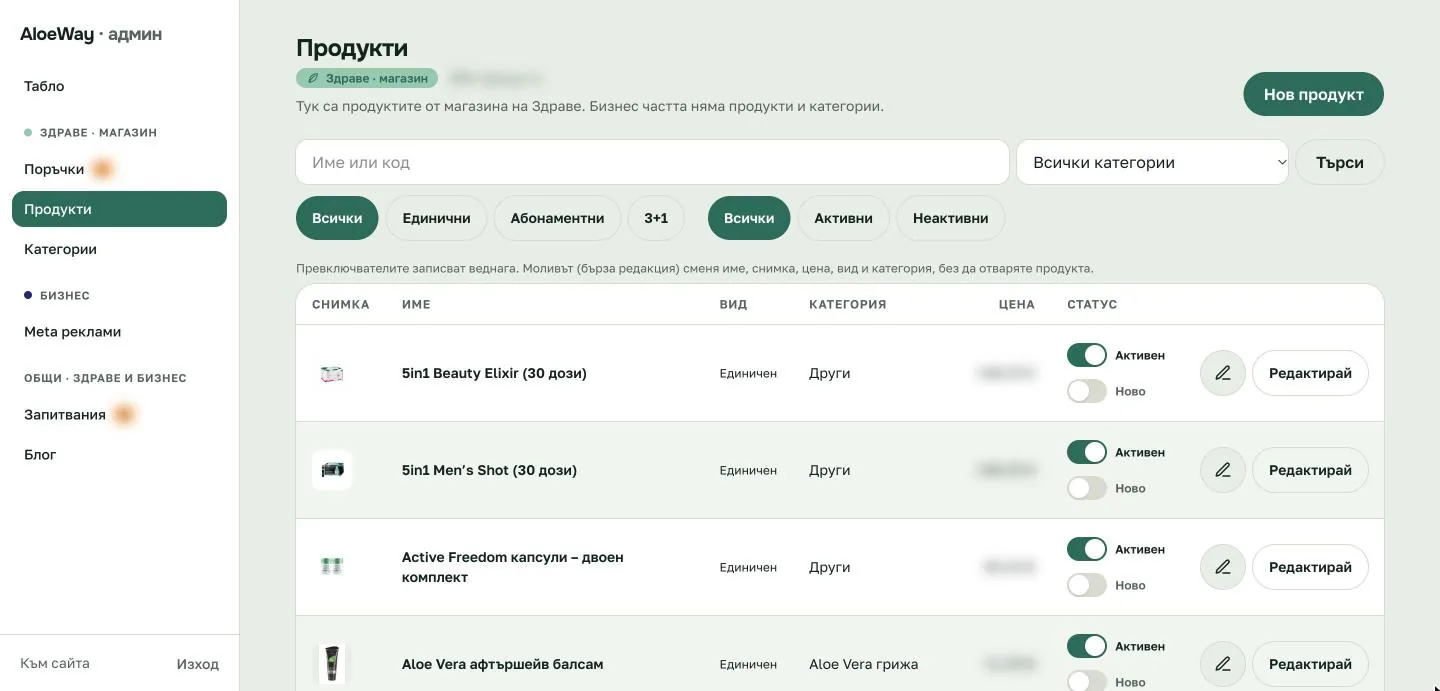 AloeWay · админ
Табло
ЗДРАВЕ · МАГАЗИН
Поръчки
Продукти
Категории
БИЗНЕС
Meta реклами
ОБЩИ · ЗДРАВЕ И БИЗНЕС
Запитвания
Блог
Към сайта Изход
Продукти
Здраве · магазин
Тук са продуктите от магазина на Здраве. Бизнес частта няма продукти и категории.
Нов продукт
Име или код Всички категории Търси
Всички Единични Абонаментни 3+1 Всички Активни Неактивни
Превключвателите записват веднага. Моливът (бърза редакция) сменя име, снимка, цена, вид и категория, без да отваряте продукта.
СНИМКА ИМЕ ВИД КАТЕГОРИЯ ЦЕНА СТАТУС
5in1 Beauty Elixir (30 дози) Единичен Други Активен Редактирай
Ново
5in1 Men’s Shot (30 дози) Единичен Други Активен Редактирай
Ново
Active Freedom капсули – двоен
комплект Единичен Други Активен Редактирай
Ново
Aloe Vera афтършейв балсам Единичен Aloe Vera грижа Активен Редактирай
Ново